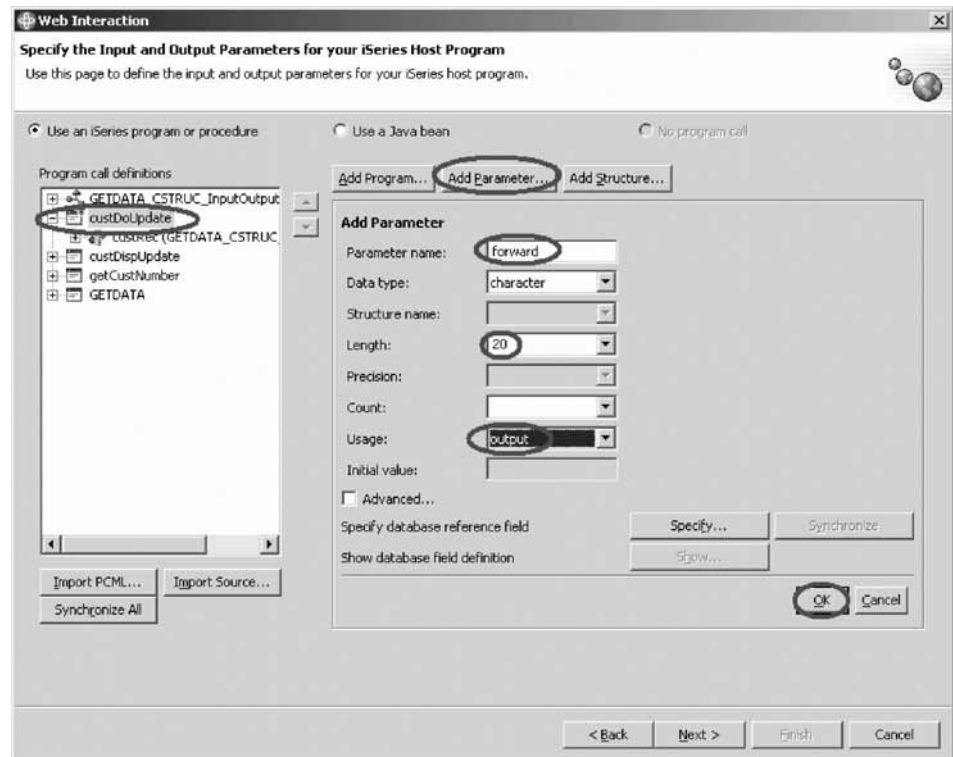 Web Interaction
Specify the Input and Output Parameters for your iSeries Host Program
Use this page to define the input and output parameters for your iSeries host program.
Use an iSeries program or procedure
Use a Java bean
No program call
Program call definitions
GETDATA_CSTRUC_InputOutput
custDoUpdate
custRec (GETDATA_CSTRUC_
custDispUpdate
getCustNumber
GETDATA
Add Program... Add Parameter... Add Structure...
Add Parameter
Parameter name: forward
Data type: character
Structure name:
Length: 20
Precision:
Count:
Usage: output
Initial value:
Advanced...
Specify database reference field Specify... Synchronize
Show database field definition Show...
OK Cancel
Import PCML... Import Source...
Synchronize All
< Back Next > Finish Cancel